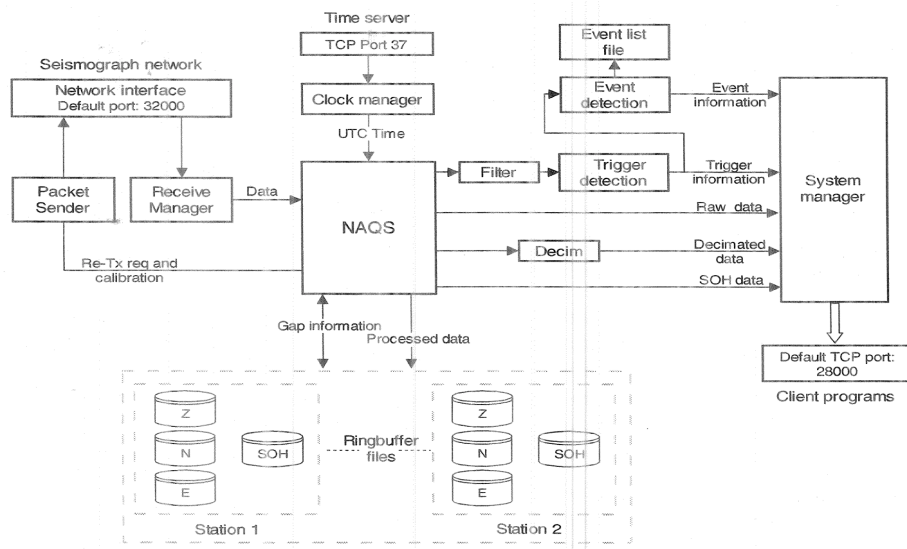 Time server
TCP Port 37
Event list
file
Seismograph network
Network interface
Default port: 32000
Clock manager
Event
detection
Event
information
UTC Time
Packet
Sender
Receive
Manager
Data
Filter
Trigger
detection
Trigger
information
System
manager
NAQS
Raw data
Re-Tx req and
calibration
Decim
Decimated
data
SOH data
Gap information
Processed data
Default TCP port:
28000
Client programs
Z
N
E
SOH
Ringbuffer
files
Z
N
E
SOH
Station 1
Station 2